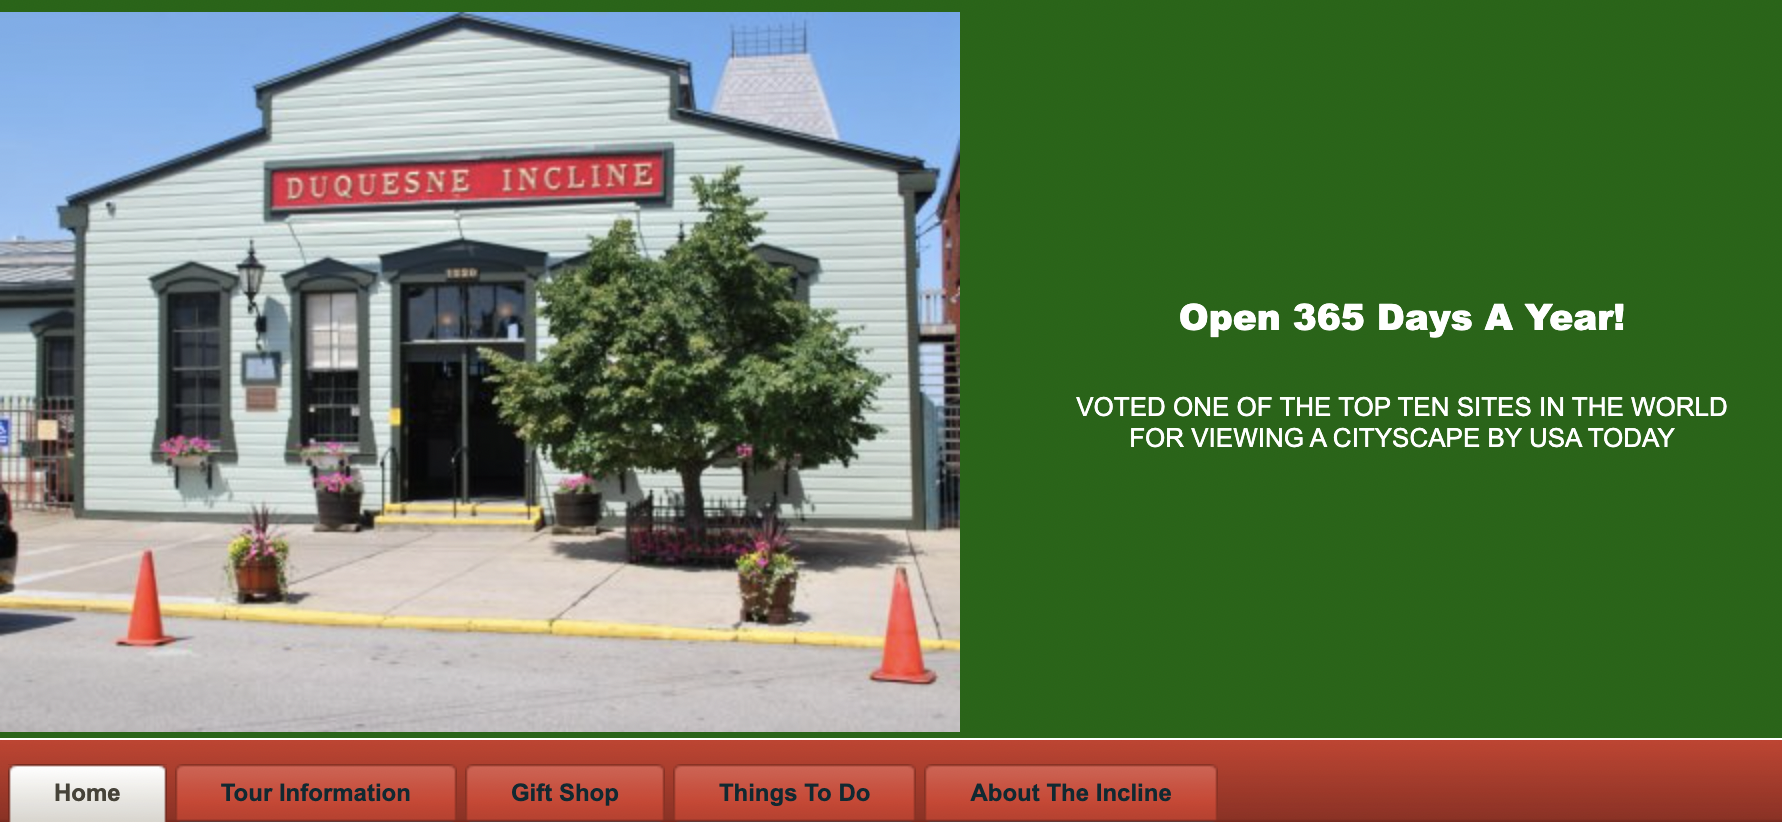 DUQUESNE INCLINE
1220
Open 365 Days A Year!
VOTED ONE OF THE TOP TEN SITES IN THE WORLD
FOR VIEWING A CITYSCAPE BY USA TODAY
Home
Tour Information
Gift Shop
Things To Do
About The Incline